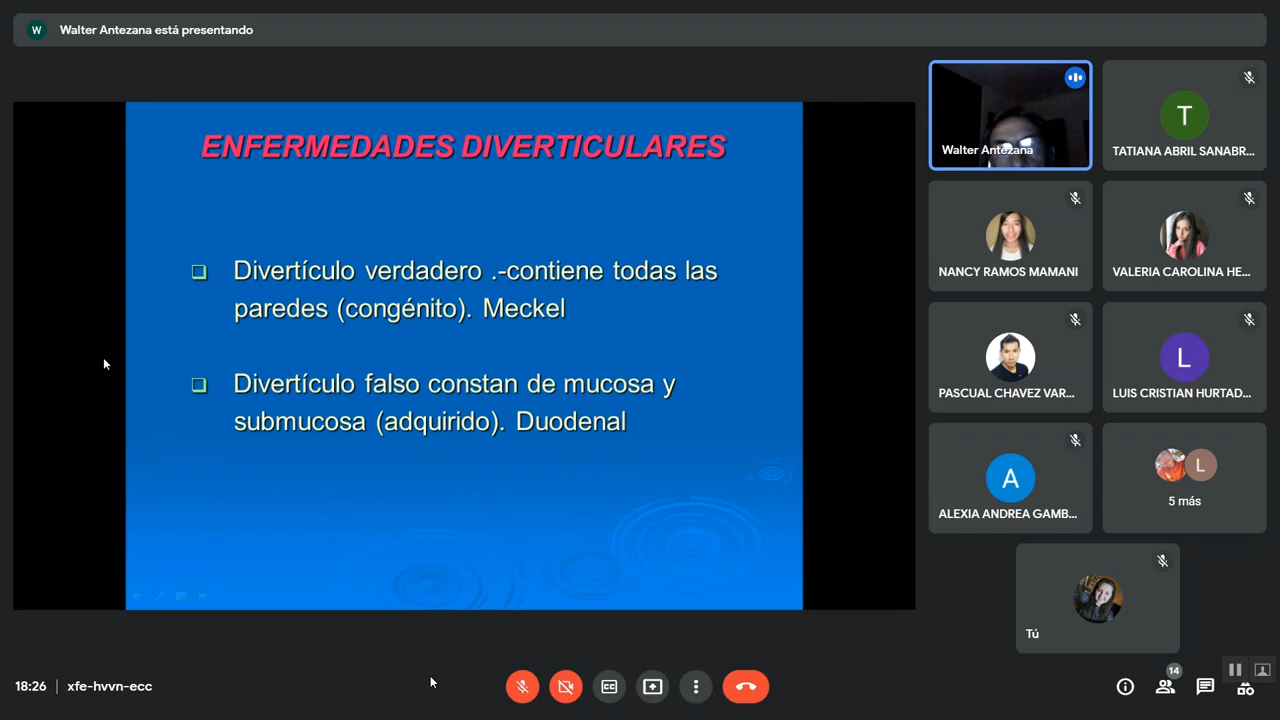 W Walter Antezana está presentando
ENFERMEDADES DIVERTICULARES
❑ Divertículo verdadero .-contiene todas las
paredes (congénito). Meckel
❑ Divertículo falso constan de mucosa y
submucosa (adquirido). Duodenal
Walter Antezana
T
TATIANA ABRIL SANABR...
NANCY RAMOS MAMANI
VALERIA CAROLINA HE...
PASCUAL CHAVEZ VAR...
L
LUIS CRISTIAN HURTAD...
A
ALEXIA ANDREA GAMB...
L
5 más
Tú
18:26 | xfe-hvvn-ecc
CC
14